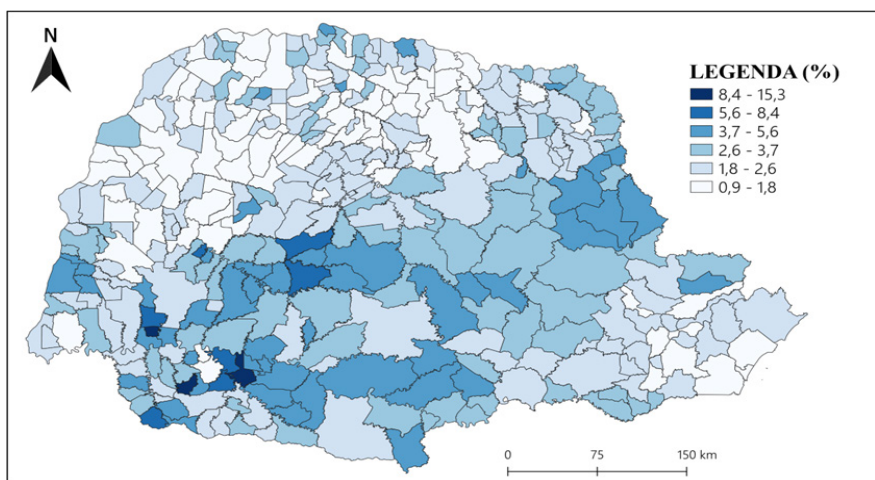 N
LEGENDA (%)
8,4 - 15,3
5,6 - 8,4
3,7 - 5,6
2,6 - 3,7
1,8 - 2,6
0,9 - 1,8
0 75 150 km